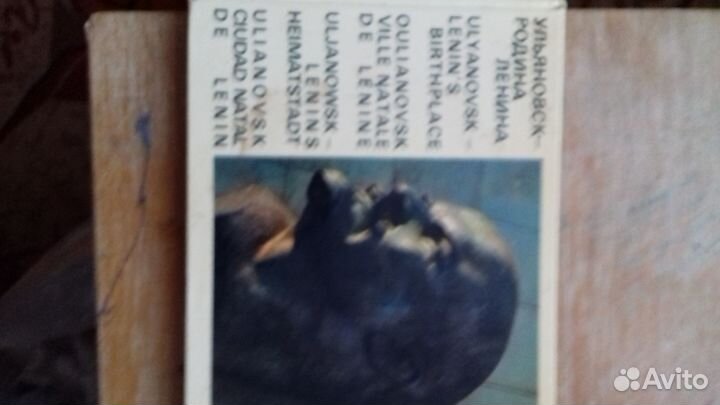 УЛЬЯНОВСК—
РОДИНА
ЛЕНИНА
ULYANOVSK —
LENIN'S
BIRTHPLACE
OULIANOVSK
VILLE NATALE
DE LENINE
ULJANOWSK —
LENINS
HEIMATSTADT
ULIANOVSK
CIUDAD NATAL
DE LENIN
Avito